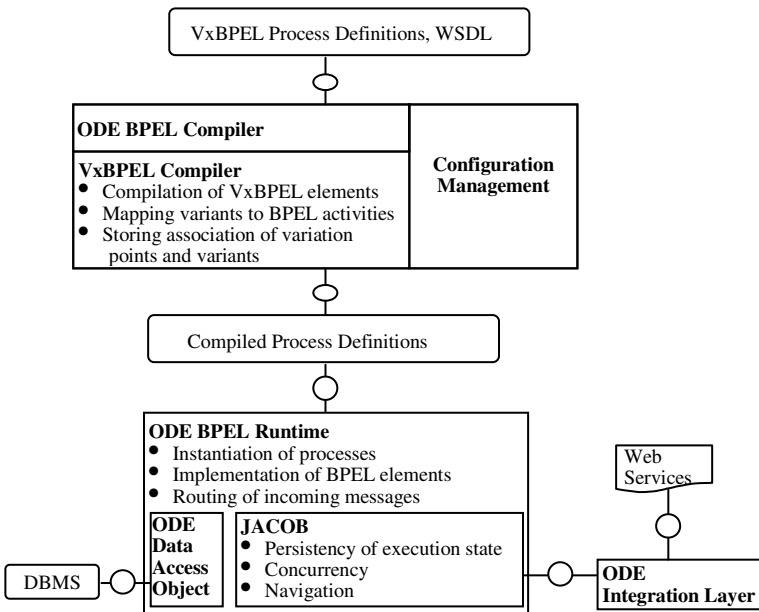 VxBPEL Process Definitions, WSDL
ODE BPEL Compiler
VxBPEL Compiler
• Compilation of VxBPEL elements
• Mapping variants to BPEL activities
• Storing association of variation
points and variants
Configuration
Management
Compiled Process Definitions
ODE BPEL Runtime
• Instantiation of processes
• Implementation of BPEL elements
• Routing of incoming messages
ODE
Data
Access
Object
JACOB
• Persistency of execution state
• Concurrency
• Navigation
DBMS
Web
Services
ODE
Integration Layer